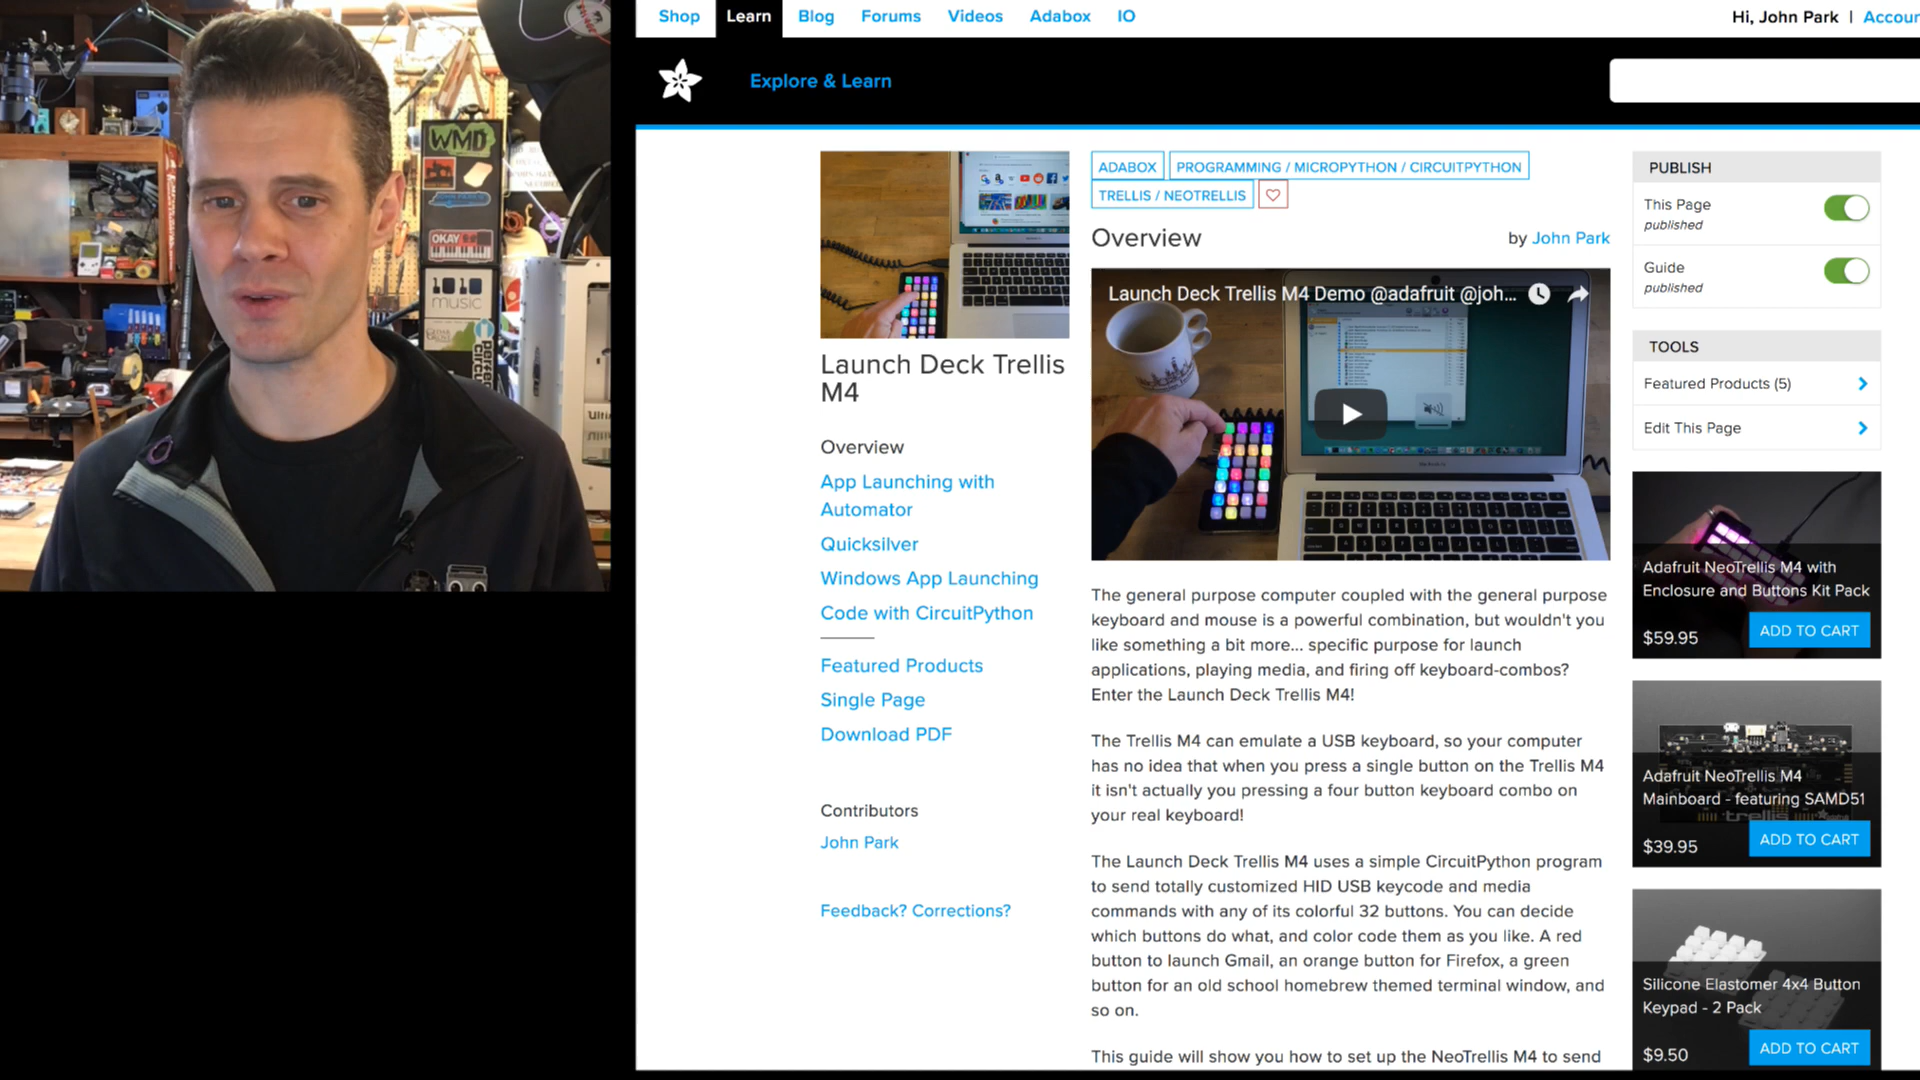 Shop
Learn
Blog
Forums
Videos
Adabox
IO
Hi, John Park | Accour
Explore & Learn
WMD
OKAY
1010
music
ADABOX
PROGRAMMING / MICROPYTHON / CIRCUITPYTHON
TRELLIS / NEOTRELLIS
Overview
by John Park
Launch Deck Trellis M4 Demo @adafruit @joh...
Launch Deck Trellis
M4
Overview
App Launching with
Automator
Quicksilver
Windows App Launching
Code with CircuitPython
Featured Products
Single Page
Download PDF
Contributors
John Park
Feedback? Corrections?
The general purpose computer coupled with the general purpose
keyboard and mouse is a powerful combination, but wouldn't you
like something a bit more... specific purpose for launch
applications, playing media, and firing off keyboard-combos?
Enter the Launch Deck Trellis M4!
The Trellis M4 can emulate a USB keyboard, so your computer
has no idea that when you press a single button on the Trellis M4
it isn't actually you pressing a four button keyboard combo on
your real keyboard!
The Launch Deck Trellis M4 uses a simple CircuitPython program
to send totally customized HID USB keycode and media
commands with any of its colorful 32 buttons. You can decide
which buttons do what, and color code them as you like. A red
button to launch Gmail, an orange button for Firefox, a green
button for an old school homebrew themed terminal window, and
so on.
This guide will show you how to set up the NeoTrellis M4 to send
PUBLISH
This Page
published
Guide
published
TOOLS
Featured Products (5)
Edit This Page
Adafruit NeoTrellis M4 with
Enclosure and Buttons Kit Pack
$59.95
ADD TO CART
Adafruit NeoTrellis M4
Mainboard - featuring SAMD51
trellis
$39.95
ADD TO CART
Silicone Elastomer 4x4 Button
Keypad - 2 Pack
$9.50
ADD TO CART